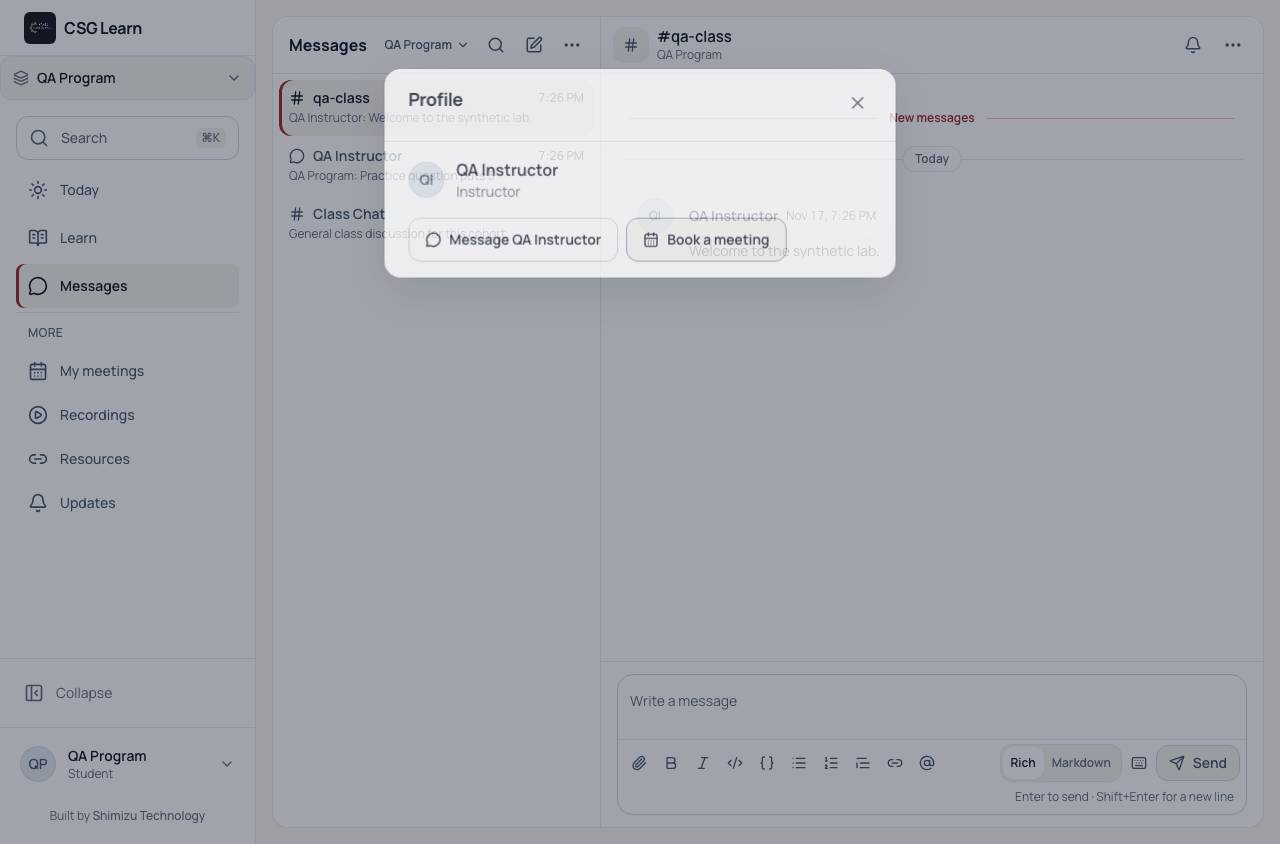 CSG Learn
QA Program
Search
⌘K
Today
Learn
Messages
MORE
My meetings
Recordings
Resources
Updates
Collapse
QP
QA Program
Student
Built by Shimizu Technology
Messages
QA Program
# qa-class
7:26 PM
QA Instructor: Welcome to the synthetic lab.
QA Instructor
7:26 PM
QA Program: Practice question puts 5
# Class Chat
General class discussion for this cohort
#
#qa-class
QA Program
New messages
Today
QI
QA Instructor
Nov 17, 7:26 PM
Welcome to the synthetic lab.
Profile
QI
QA Instructor
Instructor
Message QA Instructor
Book a meeting
Write a message
Rich
Markdown
Send
Enter to send · Shift+Enter for a new line